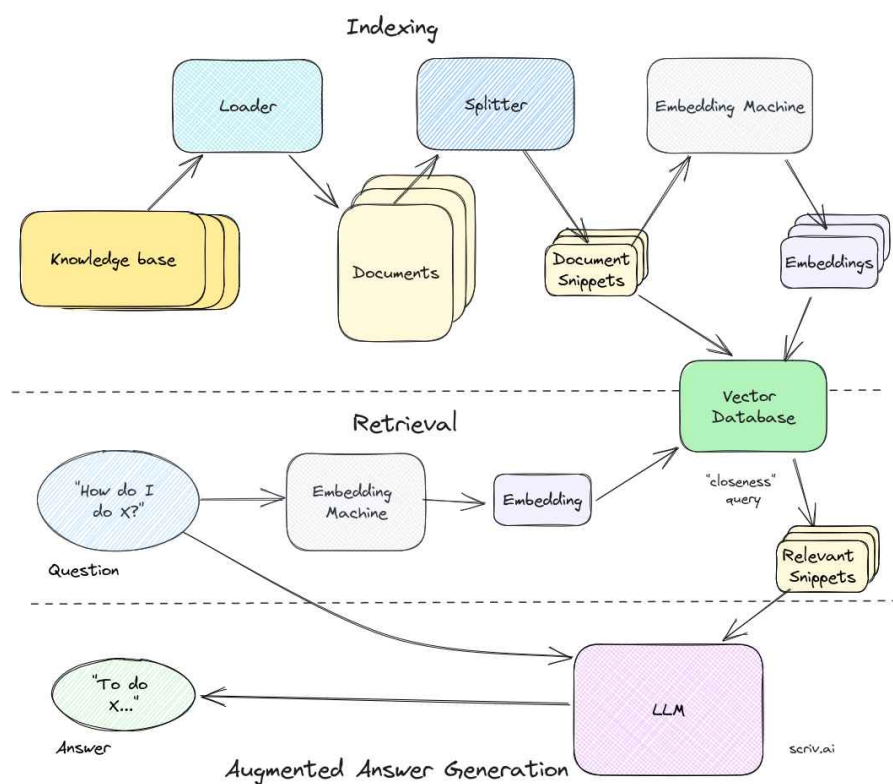 Indexing
Loader
Splitter
Embedding Machine
Knowledge base
Documents
Document
Snippets
Embeddings
Vector
Database
Retrieval
"How do I
do X?"
Question
Embedding
Machine
Embedding
"closeness"
query
Relevant
Snippets
"To do
X..."
Answer
LLM
Augmented Answer Generation
scriv.ai